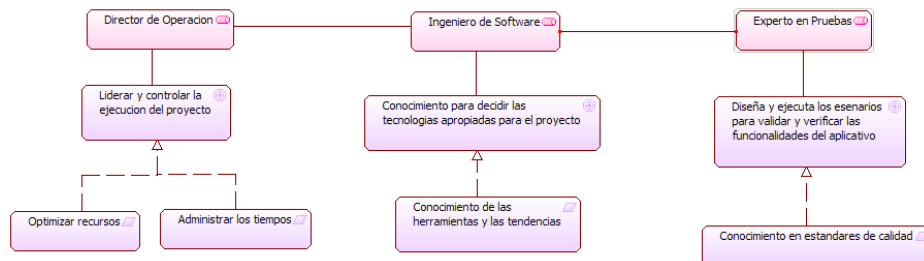 Director de Operacion
Ingeniero de Software
Experto en Pruebas
Liderar y controlar la
ejecucion del proyecto
Conocimiento para decidir las
tecnologias apropiadas para el proyecto
Diseña y ejecuta los esenarios
para validar y verificar las
funcionalidades del aplicativo
Optimizar recursos
Administrar los tiempos
Conocimiento de las
herramientas y las tendencias
Conocimiento en estandares de calidad